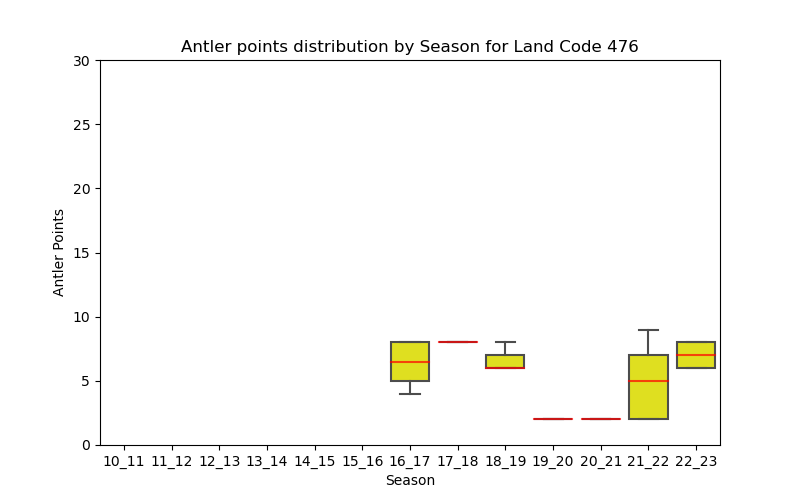 Antler points distribution by Season for Land Code 476
30
25
20
15
10
5
0
Antler Points
10_11 11_12 12_13 13_14 14_15 15_16 16_17 17_18 18_19 19_20 20_21 21_22 22_23
Season